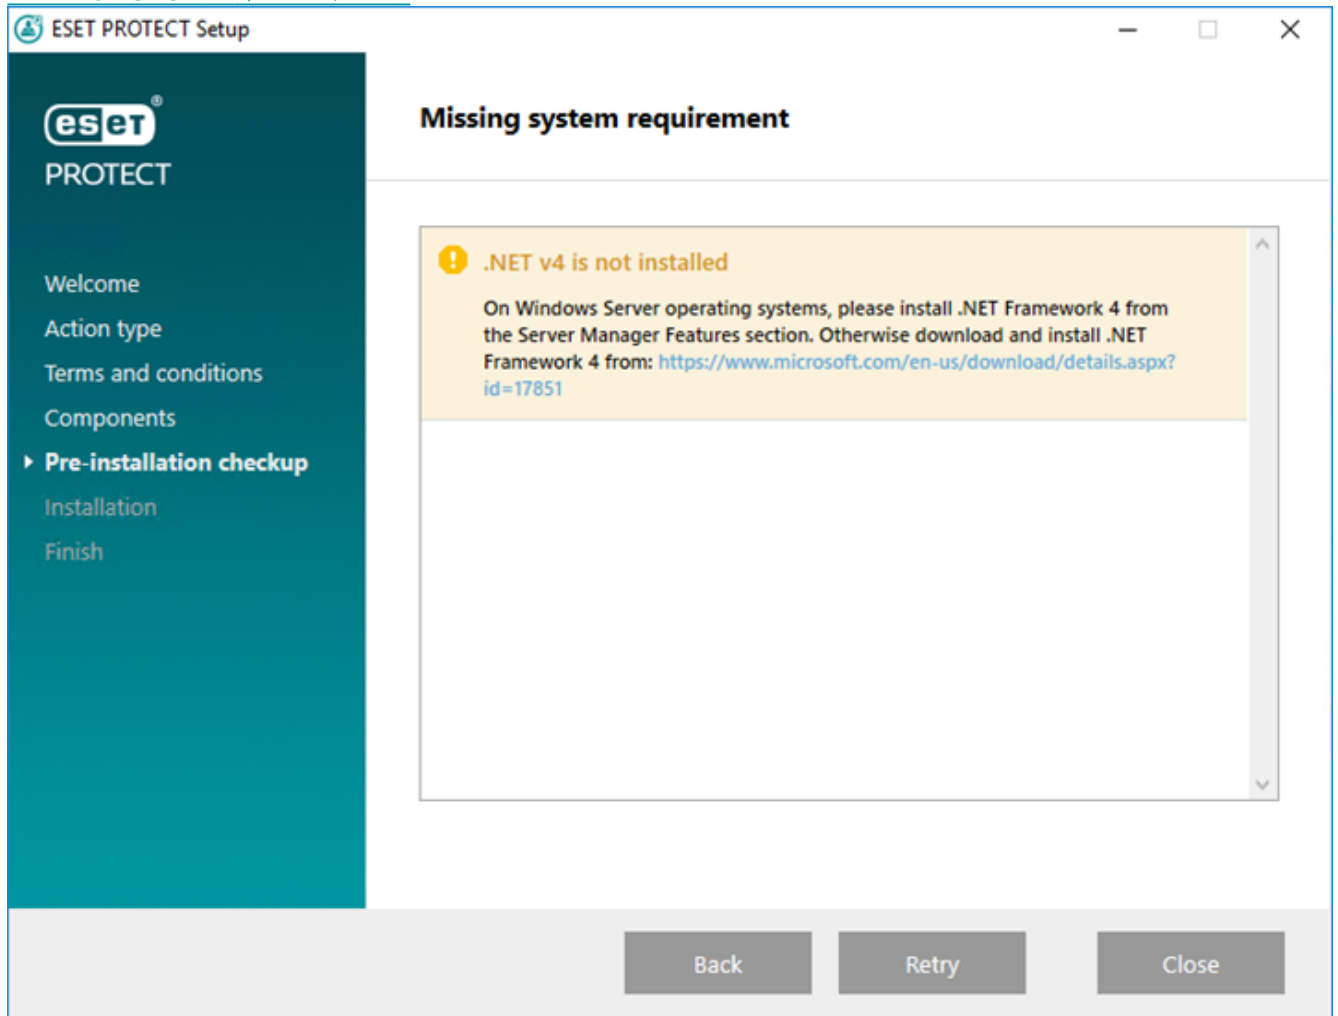 ESET PROTECT Setup
eset®
PROTECT
Welcome
Action type
Terms and conditions
Components
Pre-installation checkup
Installation
Finish
Missing system requirement
.NET v4 is not installed
On Windows Server operating systems, please install .NET Framework 4 from
the Server Manager Features section. Otherwise download and install .NET
Framework 4 from: https://www.microsoft.com/en-us/download/details.aspx?
id=17851
Back
Retry
Close